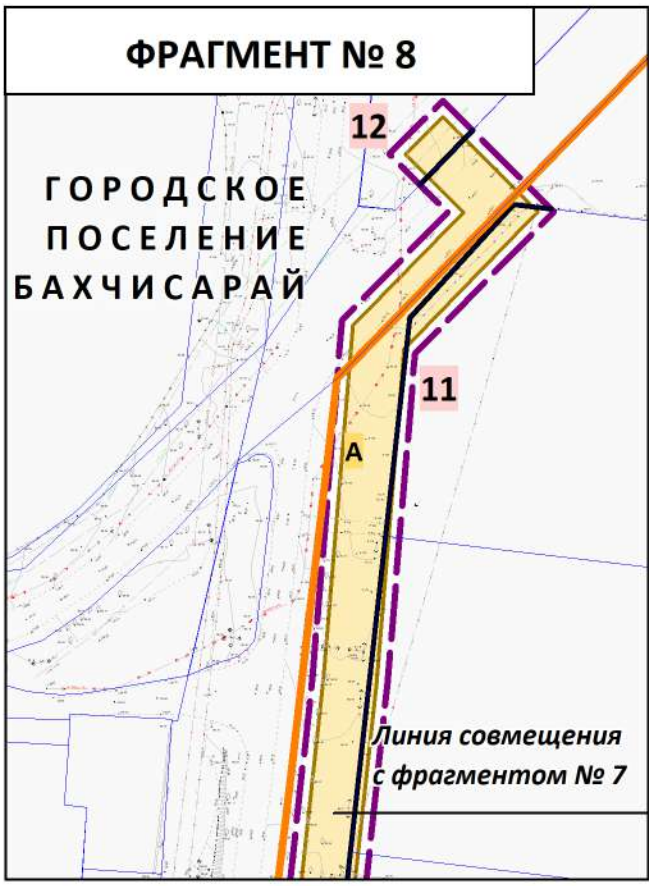 ФРАГМЕНТ № 8
12
ГОРОДСКОЕ
ПОСЕЛЕНИЕ
БАХЧИСАРАЙ
11
А
Линия совмещения
с фрагментом № 7